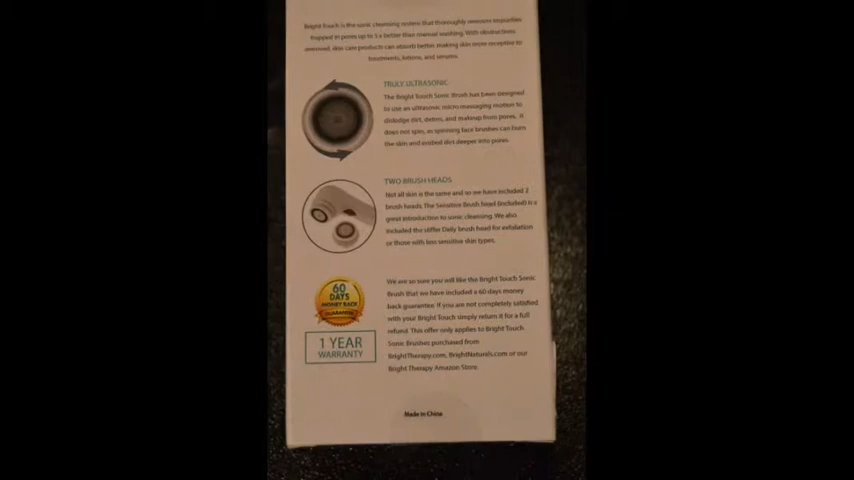 Bright Touch is the sonic cleansing system that thoroughly removes impurities
trapped in pores up to 5 x better than manual washing. With obstructions
removed, skin care products can absorb better making skin more receptive to
treatments, lotions, and serums.
TRULY ULTRASONIC
The Bright Touch Sonic Brush has been designed
to use an ultrasonic micro massaging motion to
dislodge dirt, debris, and makeup from pores. It
does not spin, as spinning face brushes can harm
the skin and embed dirt deeper into pores.
TWO BRUSH HEADS
Not all skin is the same and so we have included 2
brush heads. The Sensitive Brush head (included) is a
great introduction to sonic cleansing. We also
included the stiffer Daily brush head for exfoliation
or those with less sensitive skin types.
60
DAYS
MONEY BACK
GUARANTEE
1 YEAR
WARRANTY
We are so sure you will like the Bright Touch Sonic
Brush that we have included a 60 days money
back guarantee. If you are not completely satisfied
with your Bright Touch simply return it for a full
refund. This offer only applies to Bright Touch
Sonic Brushes purchased from
BrightTherapy.com, BrightNaturals.com or our
Bright Therapy Amazon Store.
Made in China